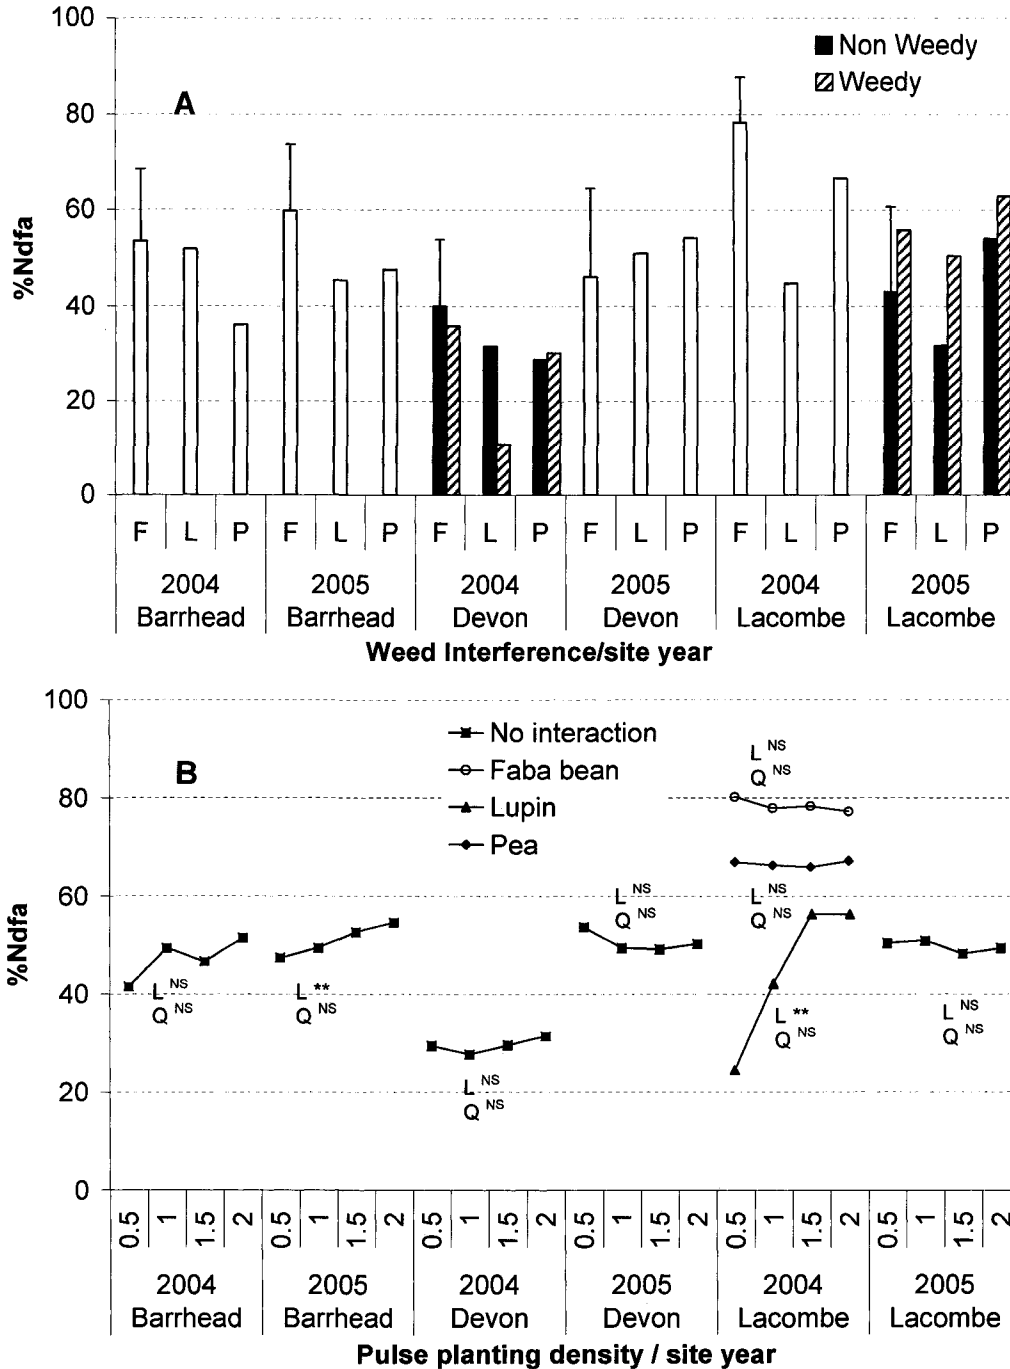 100
Non Weedy
Weedy
A
80
60
%Ndfa
40
20
0
F L P F L P F L P F L P F L P F L P
2004 2005 2004 2005 2004 2005
Barrhead Barrhead Devon Devon Lacombe Lacombe
Weed Interference/site year
100
No interaction
Faba bean
Lupin
Pea
B
L NS
Q NS
80
60
L NS
Q NS
L NS
Q NS
%Ndfa
40
L NS
Q NS
L **
Q NS
L **
Q NS
L NS
Q NS
L NS
Q NS
20
0
0.5 1 1.5 2 0.5 1 1.5 2 0.5 1 1.5 2 0.5 1 1.5 2 0.5 1 1.5 2 0.5 1 1.5 2
2004 2005 2004 2005 2004 2005
Barrhead Barrhead Devon Devon Lacombe Lacombe
Pulse planting density / site year